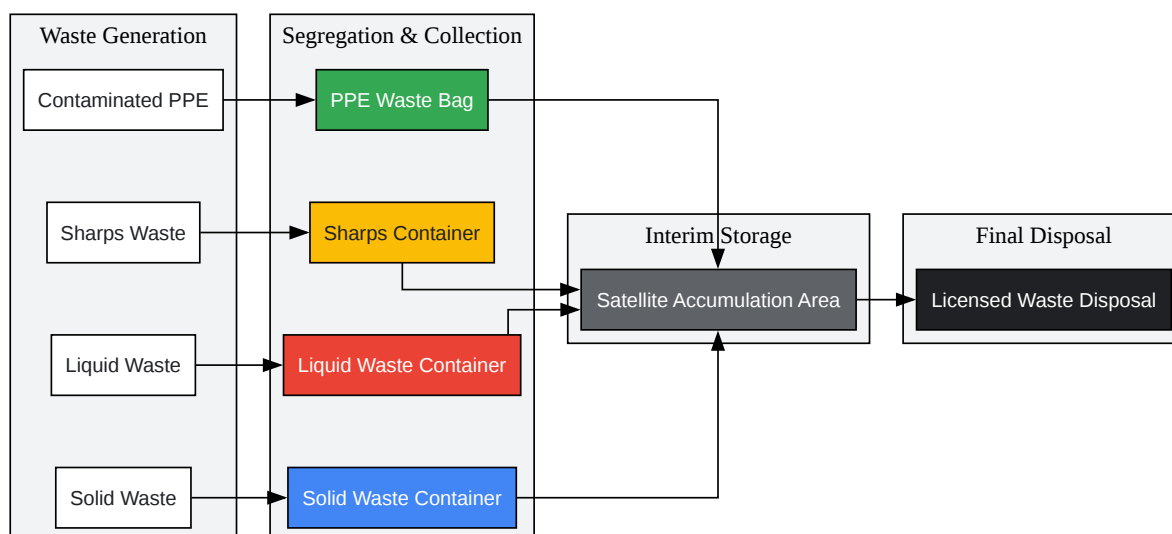 Waste Generation
Segregation & Collection
Contaminated PPE
PPE Waste Bag
Sharps Waste
Sharps Container
Interim Storage
Final Disposal
Satellite Accumulation Area
Licensed Waste Disposal
Liquid Waste
Liquid Waste Container
Solid Waste
Solid Waste Container